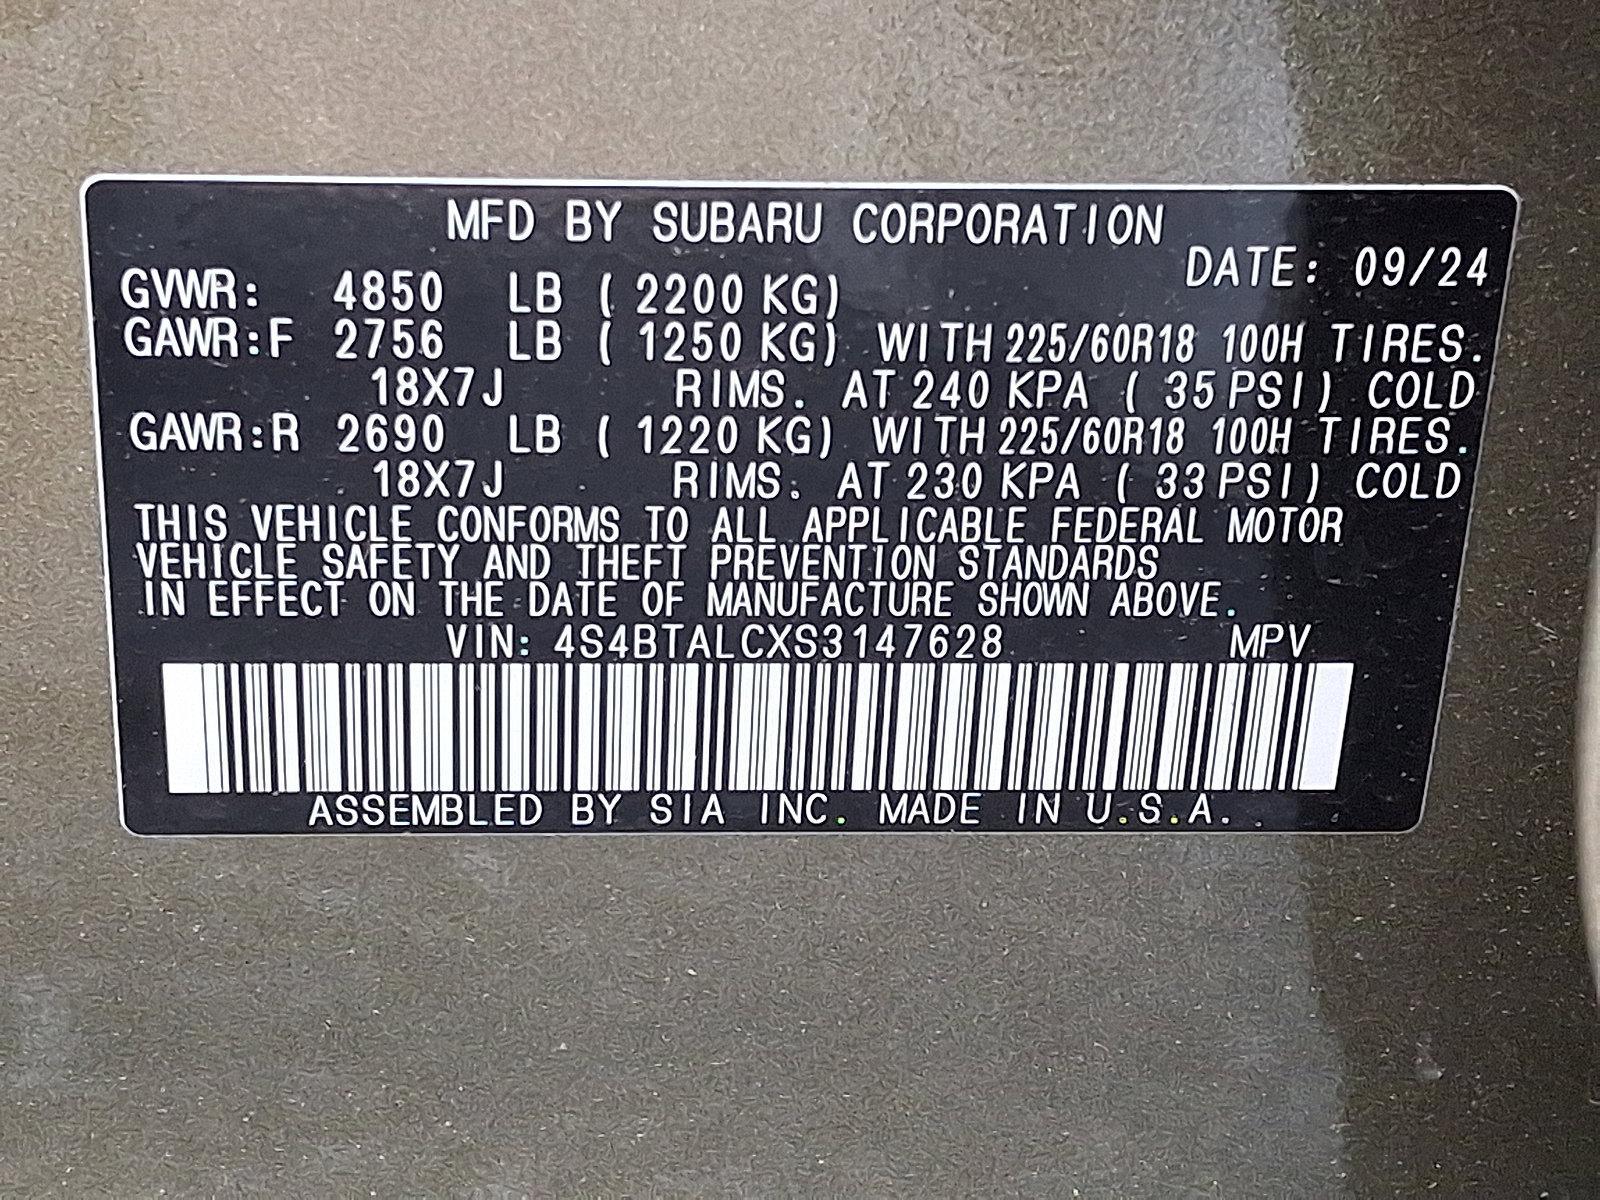 MFD BY SUBARU CORPORATION
DATE: 09/24
GVWR: 4850 LB ( 2200 KG)
GAWR:F 2756 LB ( 1250 KG) WITH 225/60R18 100H TIRES.
18X7J RIMS. AT 240 KPA ( 35 PSI) COLD
GAWR:R 2690 LB ( 1220 KG) WITH 225/60R18 100H TIRES.
18X7J RIMS. AT 230 KPA ( 33 PSI) COLD
THIS VEHICLE CONFORMS TO ALL APPLICABLE FEDERAL MOTOR
VEHICLE SAFETY AND THEFT PREVENTION STANDARDS
IN EFFECT ON THE DATE OF MANUFACTURE SHOWN ABOVE.
VIN: 4S4BTALCXS3147628 MPV
ASSEMBLED BY SIA INC. MADE IN U.S.A.